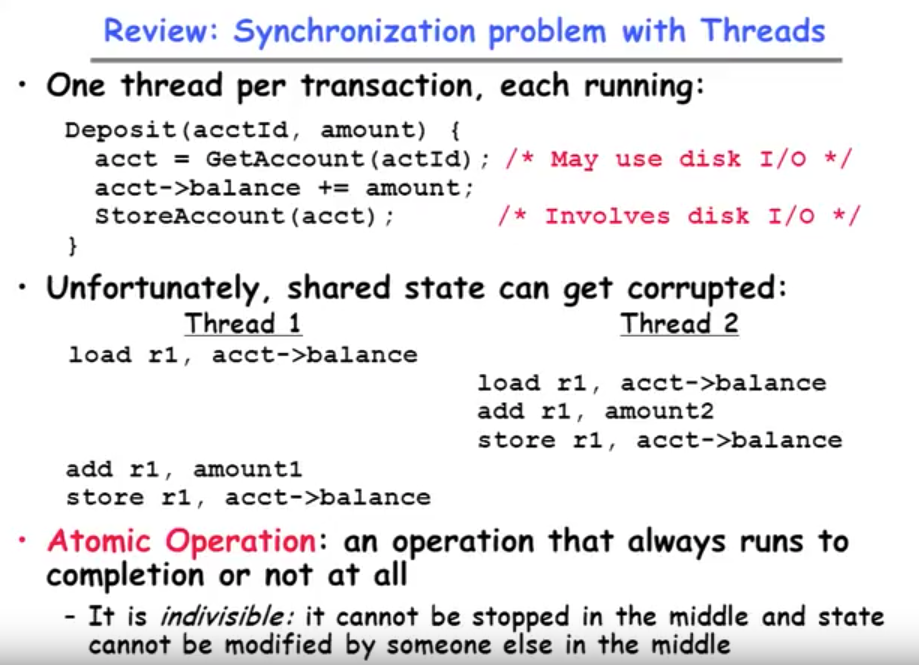 Review: Synchronization problem with Threads
• One thread per transaction, each running:
Deposit(acctId, amount) {
acct = GetAccount(actId); /* May use disk I/O */
acct->balance += amount;
StoreAccount(acct); /* Involves disk I/O */
}
• Unfortunately, shared state can get corrupted:
Thread 1 Thread 2
load r1, acct->balance
load r1, acct->balance
add r1, amount2
store r1, acct->balance
add r1, amount1
store r1, acct->balance
• Atomic Operation: an operation that always runs to
completion or not at all
- It is indivisible: it cannot be stopped in the middle and state
cannot be modified by someone else in the middle